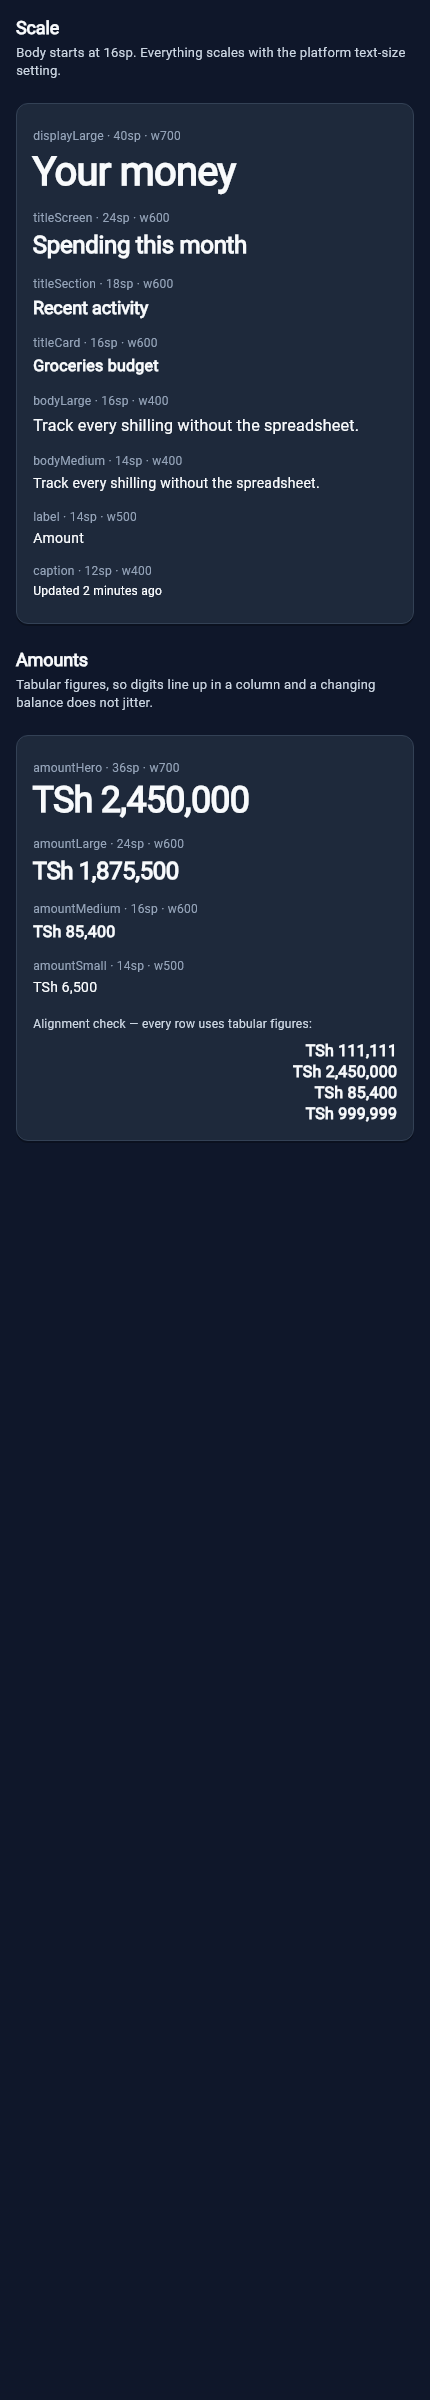 Scale
Body starts at 16sp. Everything scales with the platform text-size
setting.
displayLarge · 40sp · w700
Your money
titleScreen · 24sp · w600
Spending this month
titleSection · 18sp · w600
Recent activity
titleCard · 16sp · w600
Groceries budget
bodyLarge · 16sp · w400
Track every shilling without the spreadsheet.
bodyMedium · 14sp · w400
Track every shilling without the spreadsheet.
label · 14sp · w500
Amount
caption · 12sp · w400
Updated 2 minutes ago
Amounts
Tabular figures, so digits line up in a column and a changing
balance does not jitter.
amountHero · 36sp · w700
TSh 2,450,000
amountLarge · 24sp · w600
TSh 1,875,500
amountMedium · 16sp · w600
TSh 85,400
amountSmall · 14sp · w500
TSh 6,500
Alignment check — every row uses tabular figures:
TSh 111,111
TSh 2,450,000
TSh 85,400
TSh 999,999